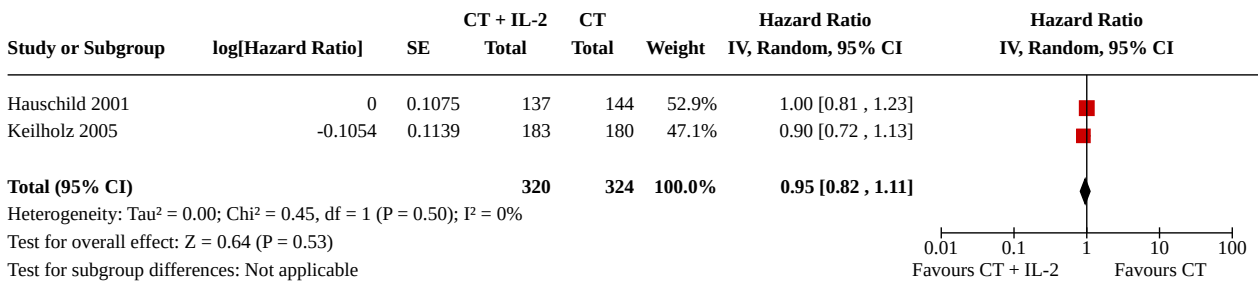 CT + IL-2 CT Hazard Ratio Hazard Ratio
Study or Subgroup log[Hazard Ratio] SE Total Total Weight IV, Random, 95% CI IV, Random, 95% CI
Hauschild 2001 0 0.1075 137 144 52.9% 1.00 [0.81 , 1.23]
Keilholz 2005 -0.1054 0.1139 183 180 47.1% 0.90 [0.72 , 1.13]
Total (95% CI) 320 324 100.0% 0.95 [0.82 , 1.11]
Heterogeneity: Tau² = 0.00; Chi² = 0.45, df = 1 (P = 0.50); I² = 0%
Test for overall effect: Z = 0.64 (P = 0.53)
0.01 0.1 1 10 100
Test for subgroup differences: Not applicable Favours CT + IL-2 Favours CT